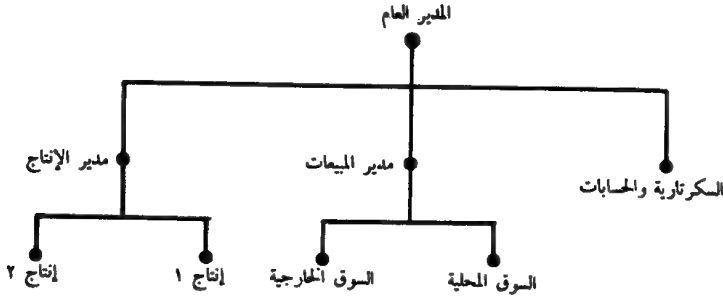 المدير العام
مدير الإنتاج
مدير المبيعات
السكرتارية والحسابات
إنتاج ٢
إنتاج ١
السوق الخارجية
السوق المحلية